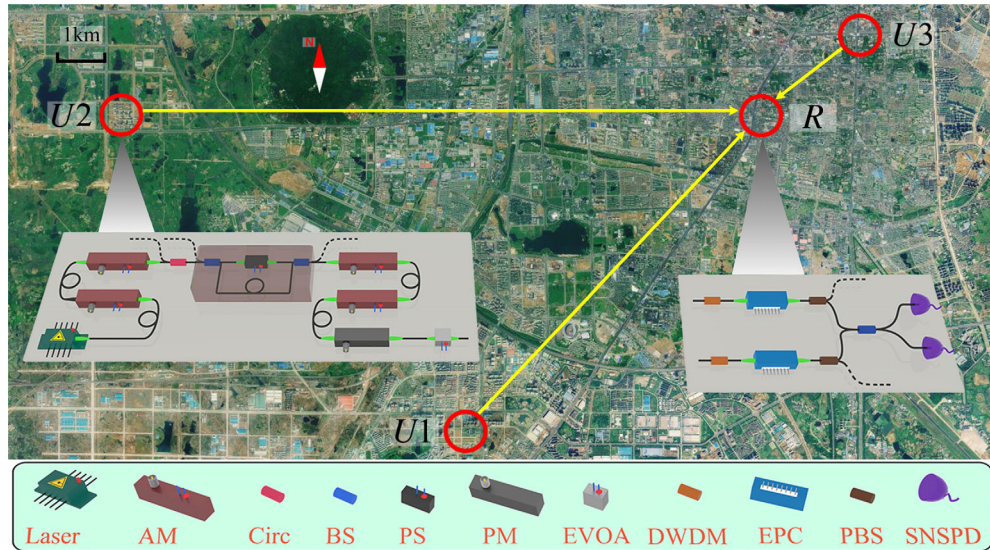 1km
N
U3
U2
R
U1
Laser
AM
Circ
BS
PS
PM
EVOA
DWDM
EPC
PBS
SNSPD